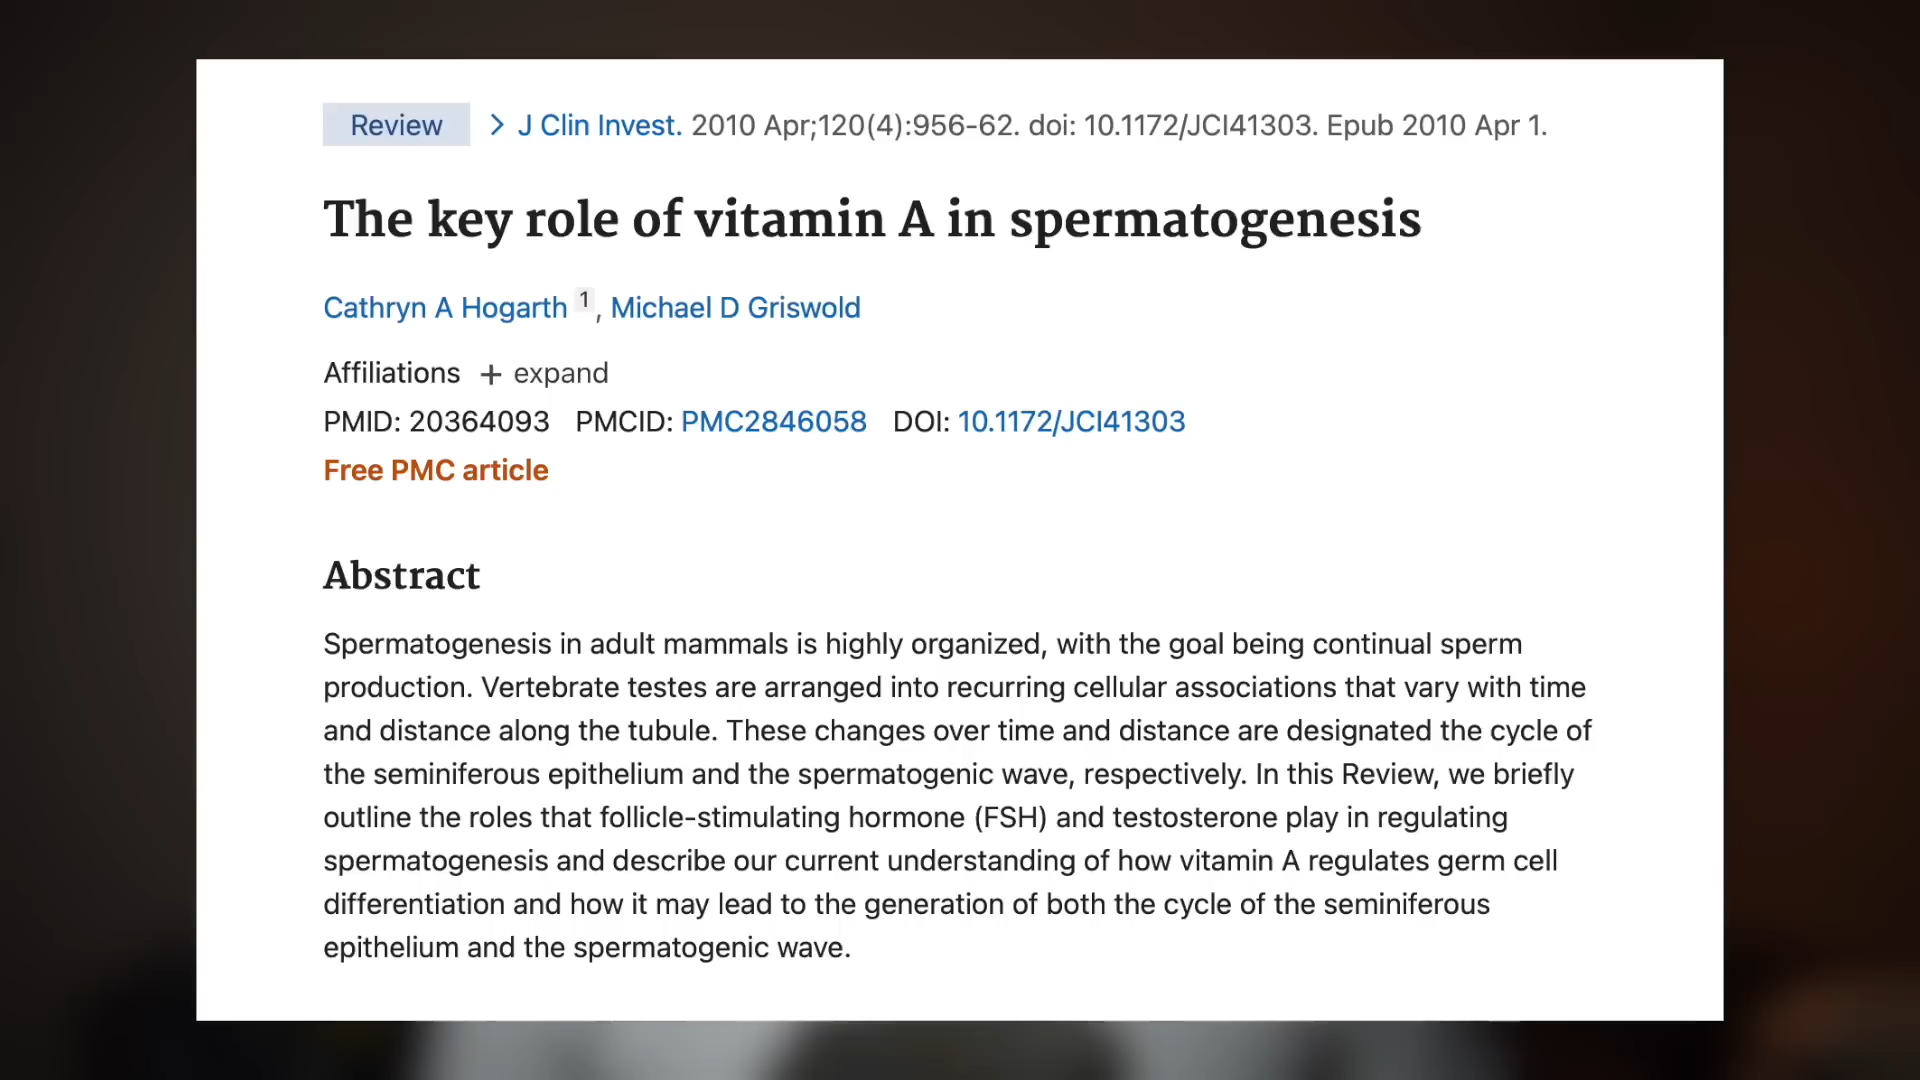 Review > J Clin Invest. 2010 Apr;120(4):956-62. doi: 10.1172/JCI41303. Epub 2010 Apr 1.
The key role of vitamin A in spermatogenesis
Cathryn A Hogarth 1, Michael D Griswold
Affiliations + expand
PMID: 20364093 PMCID: PMC2846058 DOI: 10.1172/JCI41303
Free PMC article
Abstract
Spermatogenesis in adult mammals is highly organized, with the goal being continual sperm
production. Vertebrate testes are arranged into recurring cellular associations that vary with time
and distance along the tubule. These changes over time and distance are designated the cycle of
the seminiferous epithelium and the spermatogenic wave, respectively. In this Review, we briefly
outline the roles that follicle-stimulating hormone (FSH) and testosterone play in regulating
spermatogenesis and describe our current understanding of how vitamin A regulates germ cell
differentiation and how it may lead to the generation of both the cycle of the seminiferous
epithelium and the spermatogenic wave.